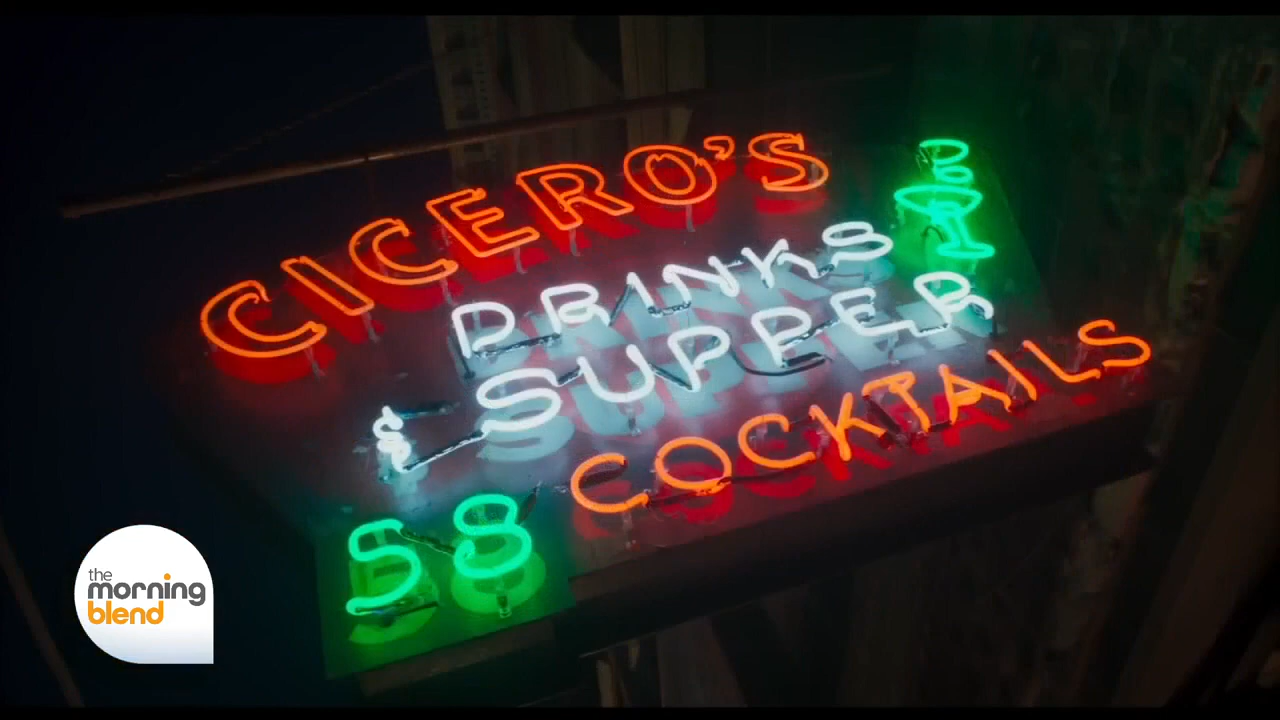 CICERO'S
DRINKS
& SUPPER
COCKTAILS
58
the
morning
blend